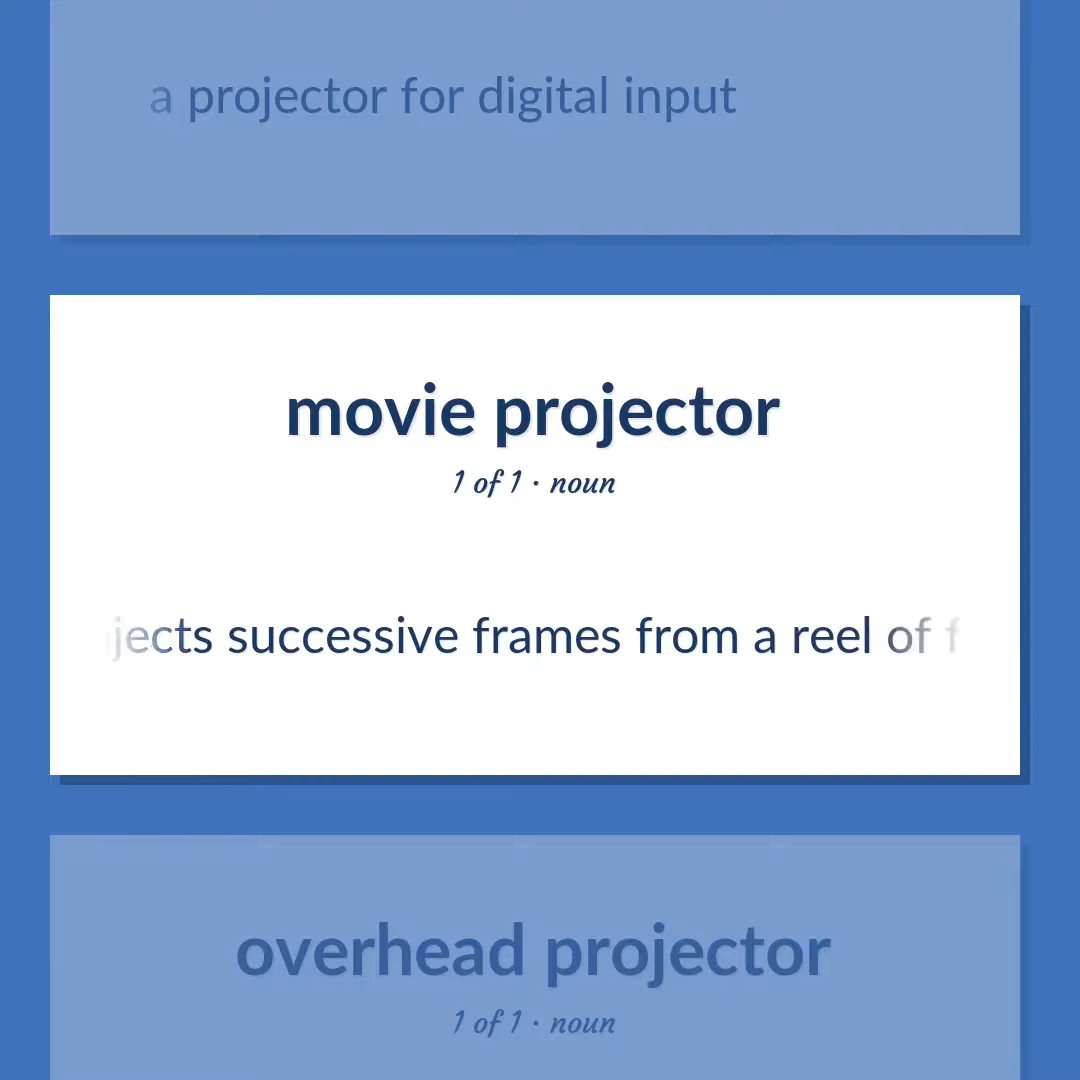 a projector for digital input
movie projector
1 of 1 · noun
jects successive frames from a reel of f
overhead projector
1 of 1 · noun